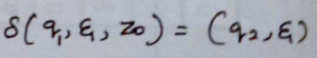 δ(q₁, ε, z₀) = (q₂, ε)